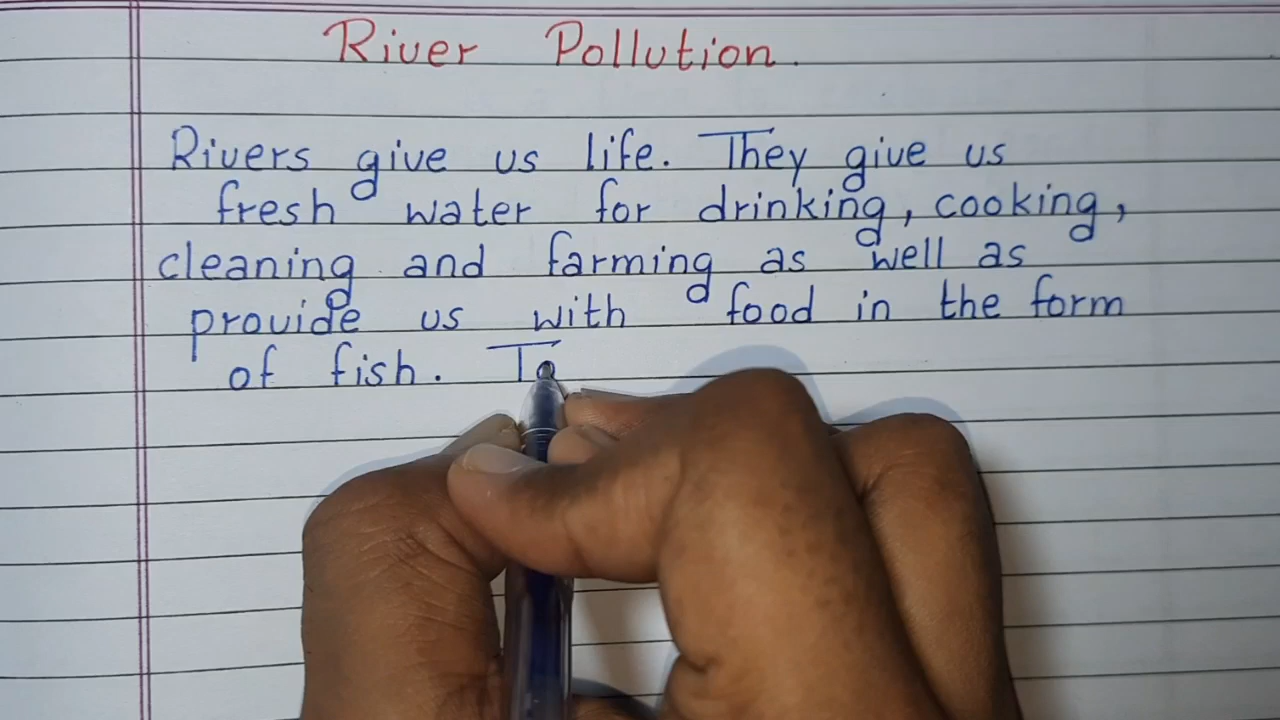 River Pollution.
Rivers give us life. They give us
fresh water for drinking, cooking,
cleaning and farming as well as
provide us with food in the form
of fish. To